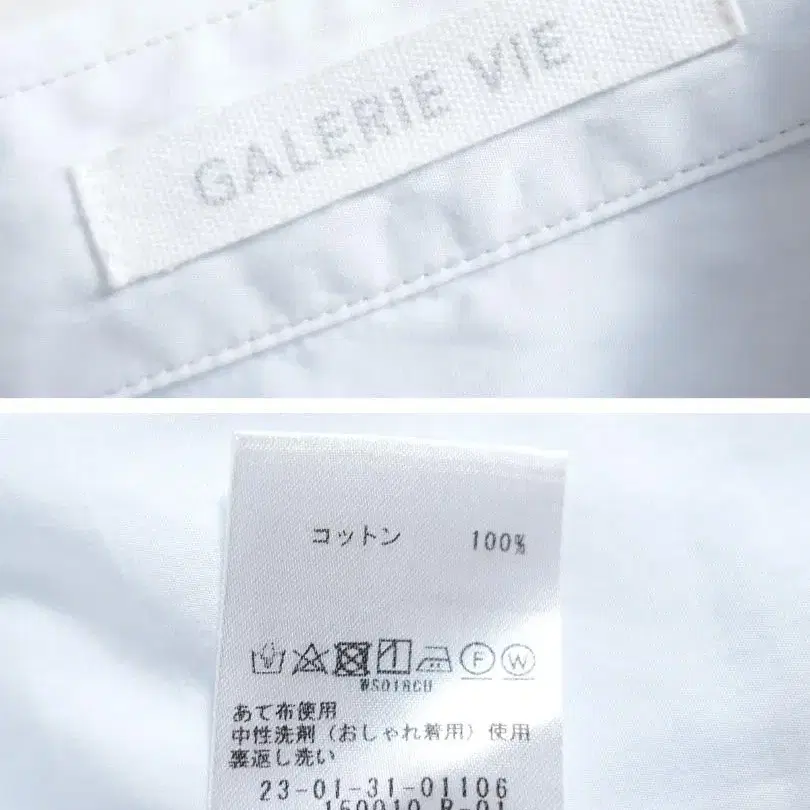 GALERIE VIE
コットン 100%
F W
WS018CU
あて布使用
中性洗剤(おしゃれ着用)使用
裏返し洗い
23-01-31-01106